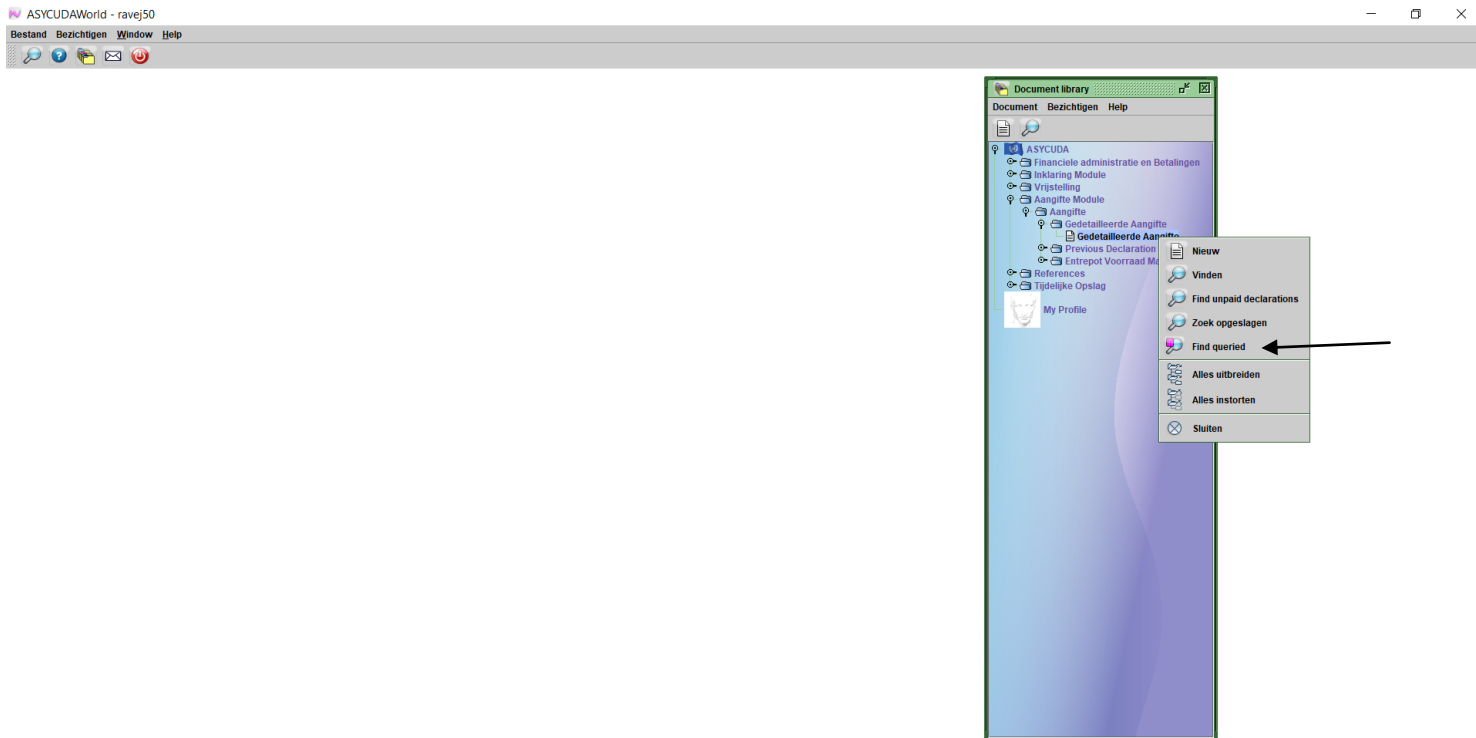 ASYCUDAWorld - ravej50
Bestand Bezichtigen Window Help
Document library
Document Bezichtigen Help
ASYCUDA
Financiele administratie en Betalingen
Inklaring Module
Vrijstelling
Aangifte Module
Aangifte
Gedetailleerde Aangifte
Gedetailleerde Aangifte
Previous Declaration
Entrepot Voorraad Ma
References
Tijdelijke Opslag
My Profile
Nieuw
Vinden
Find unpaid declarations
Zoek opgeslagen
Find queried
Alles uitbreiden
Alles instorten
Sluiten